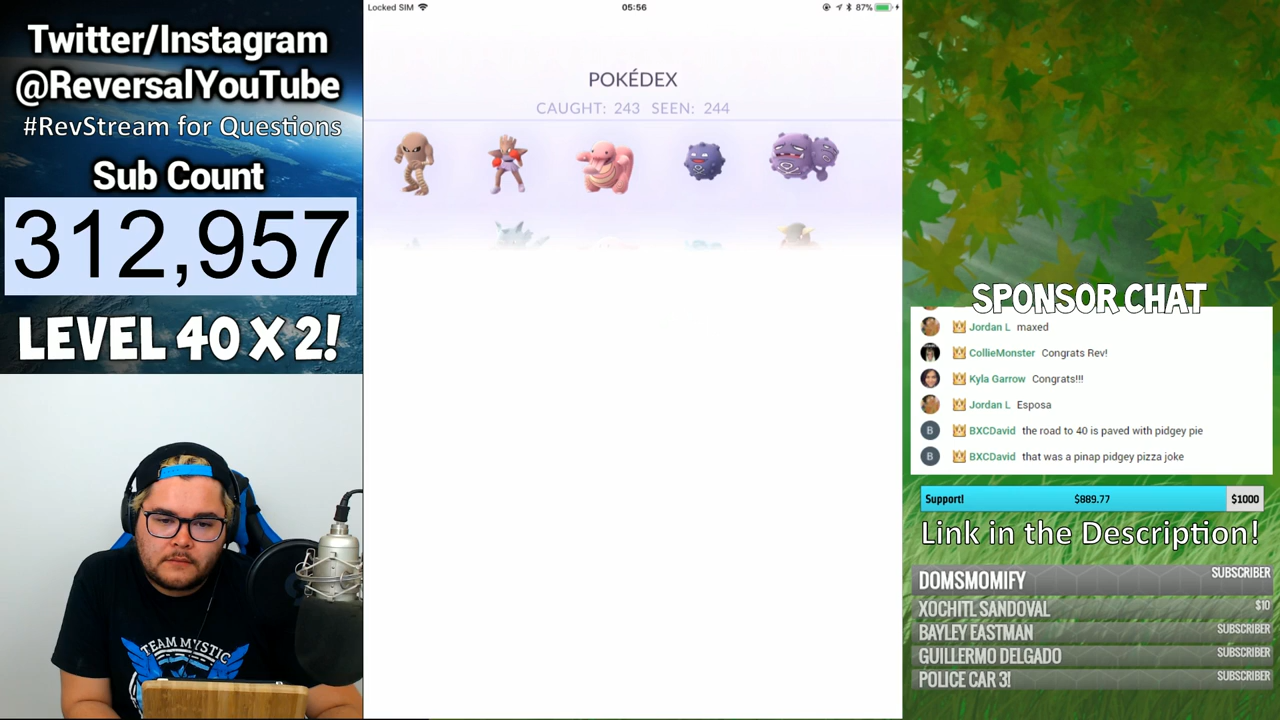 Twitter/Instagram
@ReversalYouTube
#RevStream for Questions
Sub Count
312,957
LEVEL 40 X 2!
TEAM MYSTIC
Locked SIM
05:56
87%
POKÉDEX
CAUGHT: 243 SEEN: 244
SPONSOR CHAT
Jordan L maxed
CollieMonster Congrats Rev!
Kyla Garrow Congrats!!!
Jordan L Esposa
B BXCDavid the road to 40 is paved with pidgey pie
B BXCDavid that was a pinap pidgey pizza joke
Support! $889.77 $1000
Link in the Description!
DOMSMOMIFY SUBSCRIBER
XOCHITL SANDOVAL $10
BAYLEY EASTMAN SUBSCRIBER
GUILLERMO DELGADO SUBSCRIBER
POLICE CAR 3! SUBSCRIBER